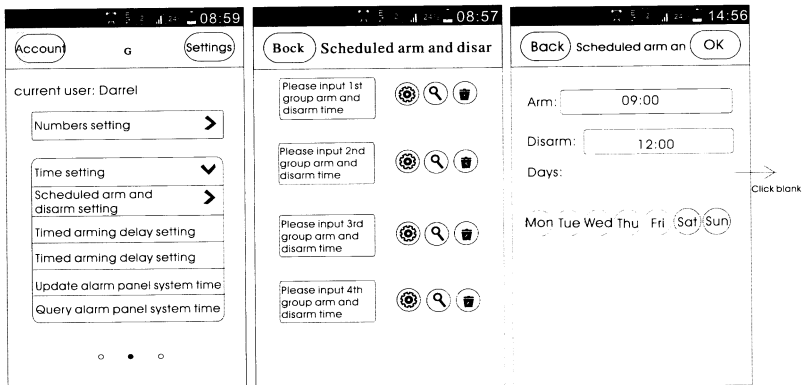 08:59
Account
G
Settings
current user: Darrel
Numbers setting
Time setting
Scheduled arm and
disarm setting
Timed arming delay setting
Timed arming delay setting
Update alarm panel system time
Query alarm panel system time
08:57
Bock
Scheduled arm and disar
Please input 1st
group arm and
disarm time
Please input 2nd
group arm and
disarm time
Please input 3rd
group arm and
disarm time
Please input 4th
group arm and
disarm time
14:56
Back
Scheduled arm an
OK
Arm: 09:00
Disarm: 12:00
Days:
Click blank
Mon Tue Wed Thu Fri Sat Sun